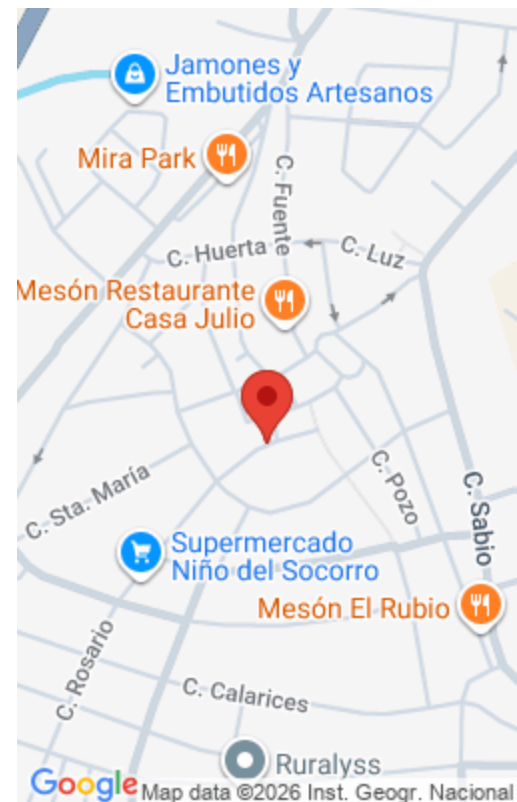 Jamones y
Embutidos Artesanos
Mira Park
C. Fuente
C. Huerta
C. Luz
Mesón Restaurante
Casa Julio
C. Sta. María
C. Pozo
C. Sabio
Supermercado
Niño del Socorro
Mesón El Rubio
C. Rosario
C. Calarices
Ruralyss
Google
Map data ©2026 Inst. Geogr. Nacional